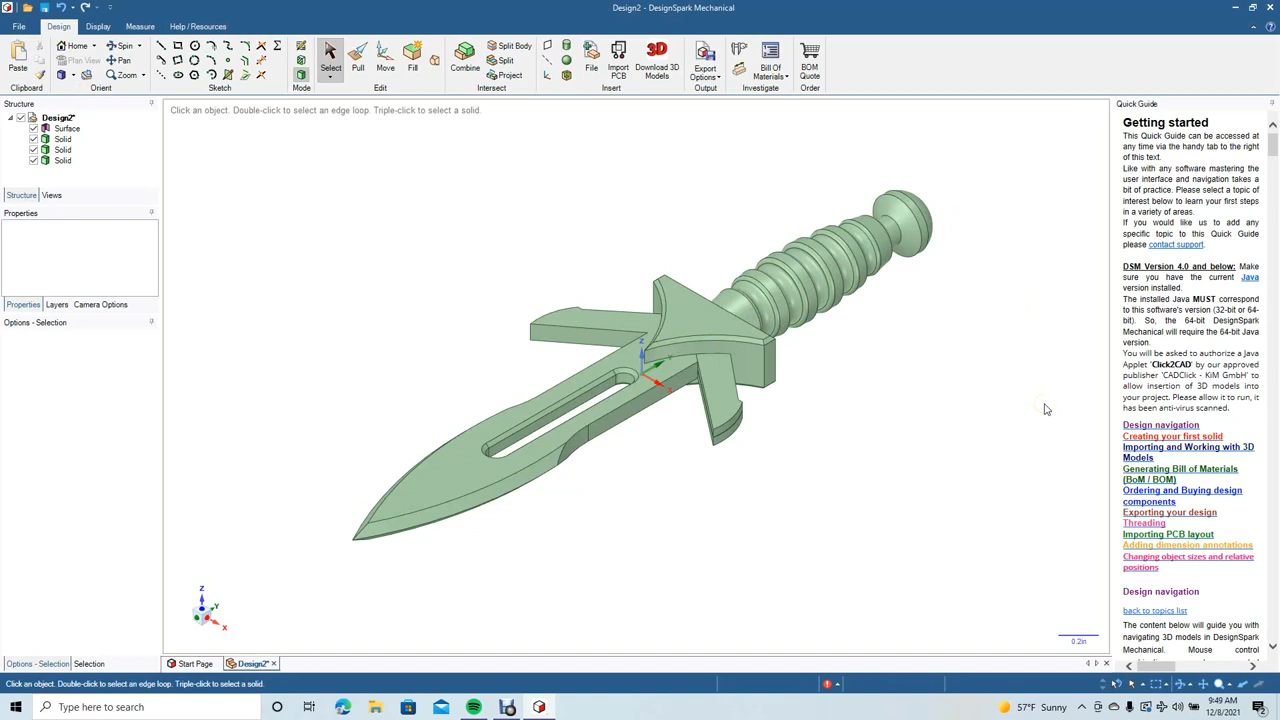 Design2 - DesignSpark Mechanical
File Design Display Measure Help / Resources
Paste
Home Spin
Plan View Pan
Zoom
Select Pull Move Fill
Combine
Split Body
Split
Project
File Import PCB Download 3D Models
Export Options
Bill Of Materials
BOM Quote
Clipboard Orient Sketch Mode Edit Intersect Insert Output Investigate Order
Structure
Design2*
Surface
Solid
Solid
Solid
Structure Views
Properties
Properties Layers Camera Options
Options - Selection
Click an object. Double-click to select an edge loop. Triple-click to select a solid.
Z
Y
X
Z
Y
X
0.2in
Quick Guide
Getting started
This Quick Guide can be accessed at
any time via the handy tab to the right
of this text.
Like with any software mastering the
user interface and navigation takes a
bit of practice. Please select a topic of
interest below to learn your first steps
in a variety of areas.
If you would like us to add any
specific topic to this Quick Guide
please contact support.
DSM Version 4.0 and below: Make
sure you have the current Java
version installed.
The installed Java MUST correspond
to this software's version (32-bit or 64-
bit). So, the 64-bit DesignSpark
Mechanical will require the 64-bit Java
version.
You will be asked to authorize a Java
Applet 'Click2CAD' by our approved
publisher 'CADClick - KiM GmbH' to
allow insertion of 3D models into
your project. Please allow it to run, it
has been anti-virus scanned.
Design navigation
Creating your first solid
Importing and Working with 3D
Models
Generating Bill of Materials
(BoM / BOM)
Ordering and Buying design
components
Exporting your design
Threading
Importing PCB layout
Adding dimension annotations
Changing object sizes and relative
positions
Design navigation
back to topics list
The content below will guide you with
navigating 3D models in DesignSpark
Mechanical. Mouse control
Options - Selection Selection
Start Page Design2*
Click an object. Double-click to select an edge loop. Triple-click to select a solid.
Type here to search
57°F Sunny
9:49 AM
12/8/2021
2